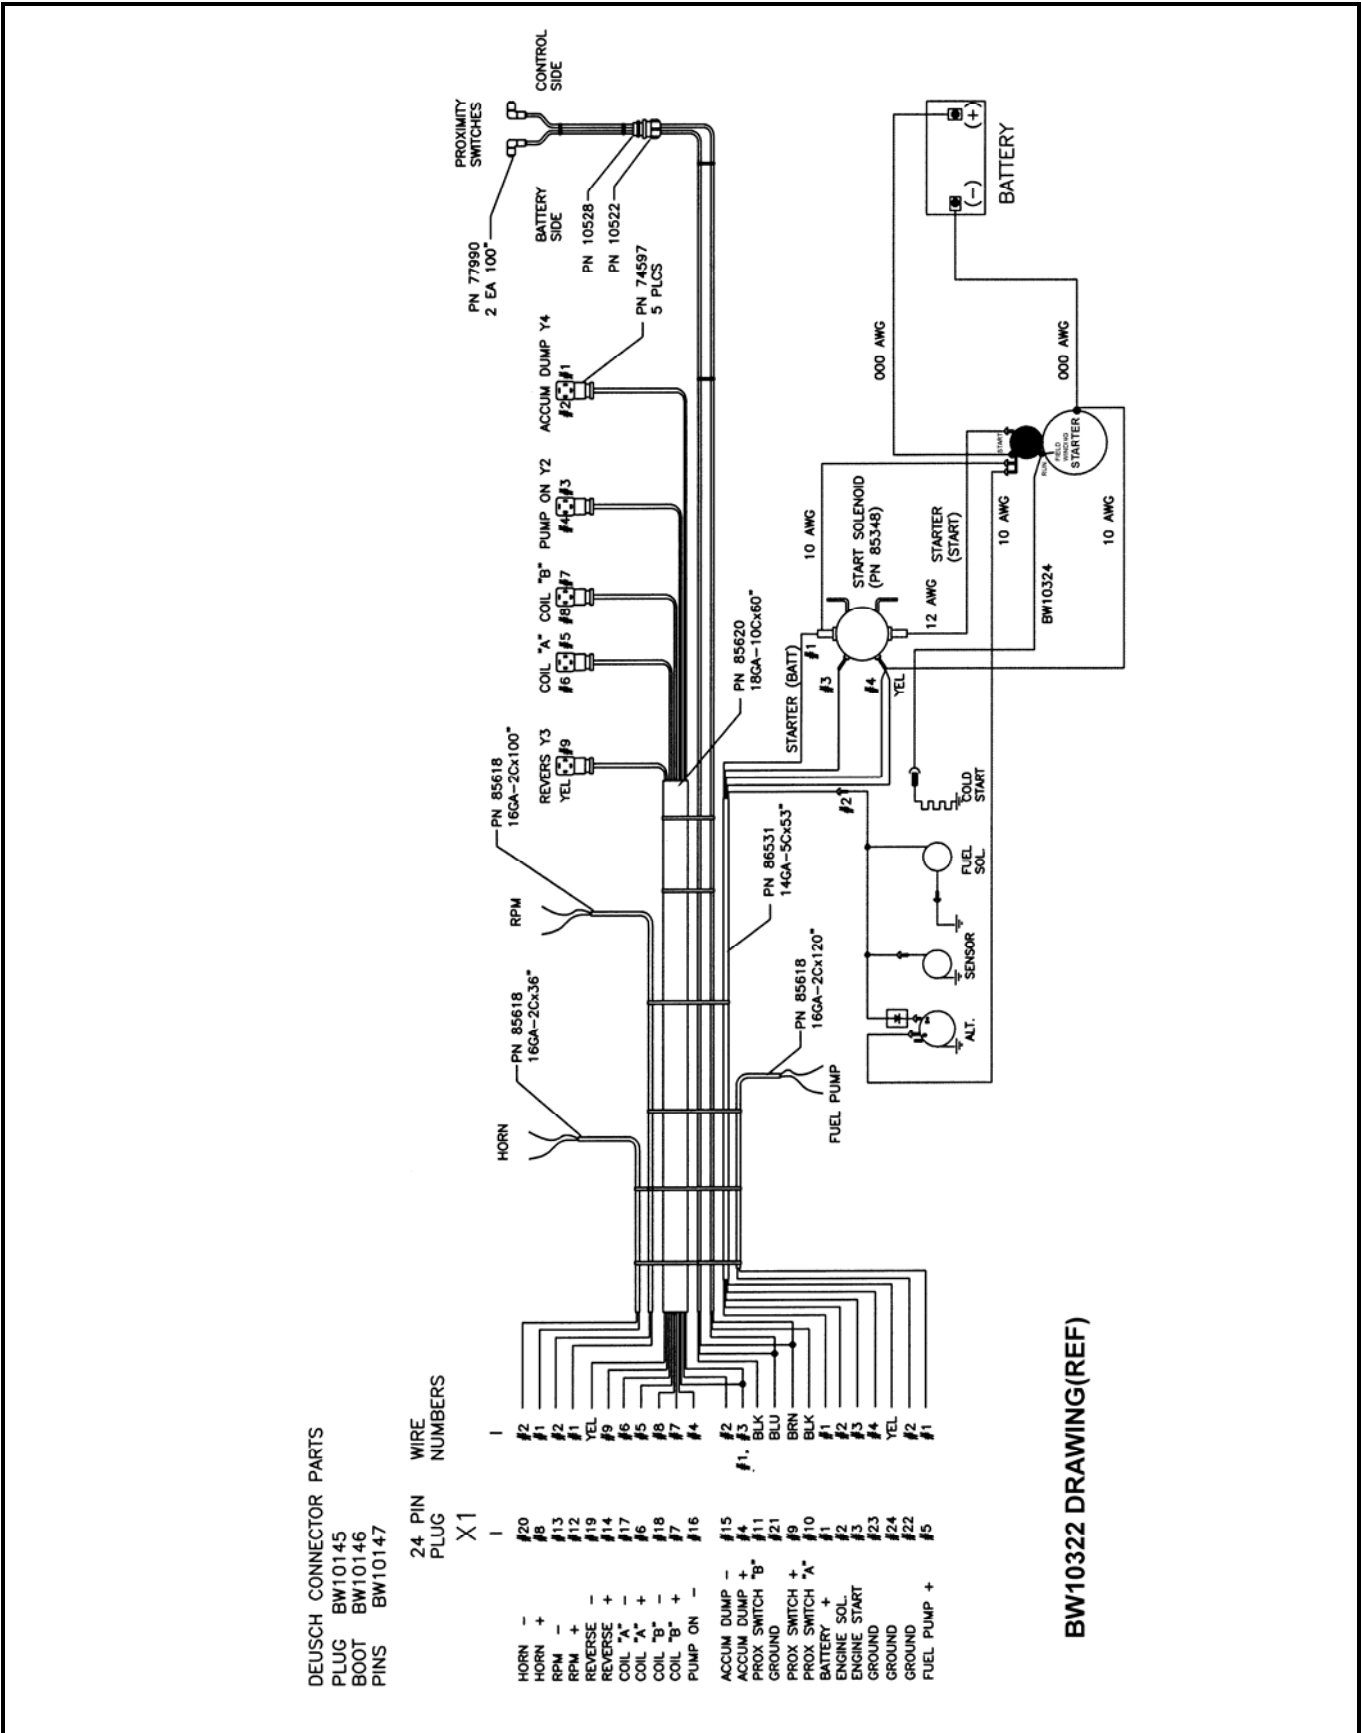 DEUSCH CONNECTOR PARTS
PLUG BW10145
BOOT BW10146
PINS BW10147
24 PIN
PLUG
X1
WIRE
NUMBERS
HORN - #20 #2
HORN + #8 #1
RPM - #13 #2
RPM + #12 #1
REVERSE - #19 YEL
REVERSE + #14 #9
COIL "A" - #17 #6
COIL "A" + #6 #5
COIL "B" - #18 #8
COIL "B" + #7 #7
PUMP ON - #16 #4
ACCUM DUMP - #15 #2
ACCUM DUMP + #4 #1. #3
PROX SWITCH "B" #11 BLK
GROUND #21 BLU
PROX SWITCH + #9 BRN
PROX SWITCH "A" #10 BLK
BATTERY + #1 #1
ENGINE SOL. #2 #2
ENGINE START #3 #3
GROUND #23 #4
GROUND #24 YEL
GROUND #22 #2
FUEL PUMP + #5 #1
HORN
PN 85618
16GA-2Cx36"
RPM
PN 85618
16GA-2Cx100"
REVERS Y3
YEL #9
COIL "A"
#6 #5
COIL "B"
#8 #7
PUMP ON Y2
#4 #3
ACCUM DUMP Y4
#2 #1
PN 77990
2 EA 100"
PROXIMITY
SWITCHES
BATTERY
SIDE
CONTROL
SIDE
PN 10528
PN 10522
PN 74597
5 PLCS
PN 85620
18GA-10Cx60"
PN 86531
14GA-5Cx53"
PN 85618
16GA-2Cx120"
FUEL PUMP
STARTER (BATT)
#1
#3
#4
YEL
#2
10 AWG
START SOLENOID
(PN 85348)
12 AWG
STARTER
(START)
10 AWG
BW10324
10 AWG
000 AWG
000 AWG
START
RUN
FIELD
WINDING
STARTER
(-)
(+)
BATTERY
ALT.
SENSOR
FUEL
SOL.
COLD
START
BW10322 DRAWING(REF)